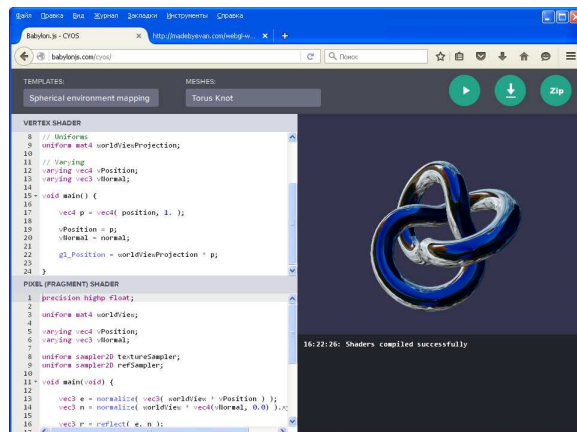 Файл Правка Вид Журнал Закладки Инструменты Справка
Babylon.js - CYOS × http://madebyevan.com/webgl-w... × +
babylonjs.com/cyos/ Поиск
TEMPLATES: MESHES:
Spherical environment mapping Torus Knot Zip
VERTEX SHADER
8 // Uniforms
9 uniform mat4 worldViewProjection;
10
11 // Varying
12 varying vec4 vPosition;
13 varying vec3 vNormal;
14
15 void main() {
16
17 vec4 p = vec4( position, 1. );
18
19 vPosition = p;
20 vNormal = normal;
21
22 gl_Position = worldViewProjection * p;
23
24 }
PIXEL (FRAGMENT) SHADER
1 precision highp float;
2
3 uniform mat4 worldView;
4
5 varying vec4 vPosition;
6 varying vec3 vNormal;
7
8 uniform sampler2D textureSampler;
9 uniform sampler2D refSampler;
10
11 void main(void) {
12
13 vec3 e = normalize( vec3( worldView * vPosition ) );
14 vec3 n = normalize( worldView * vec4(vNormal, 0.0) ).
15
16 vec3 r = reflect( e, n );
16:22:26: Shaders compiled successfully